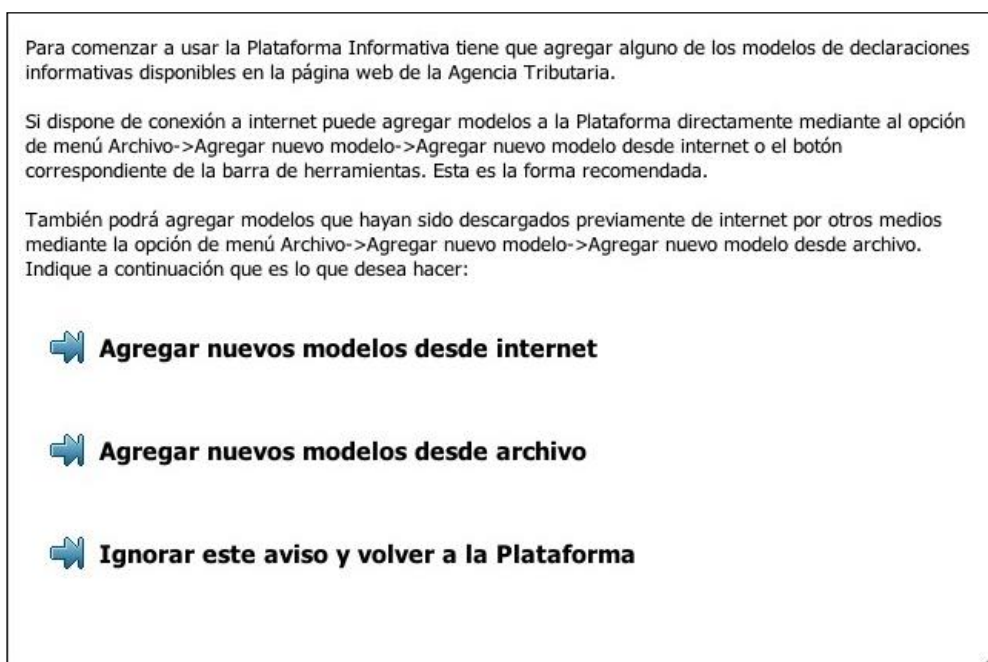 Para comenzar a usar la Plataforma Informativa tiene que agregar alguno de los modelos de declaraciones
informativas disponibles en la página web de la Agencia Tributaria.
Si dispone de conexión a internet puede agregar modelos a la Plataforma directamente mediante al opción
de menú Archivo->Agregar nuevo modelo->Agregar nuevo modelo desde internet o el botón
correspondiente de la barra de herramientas. Esta es la forma recomendada.
También podrá agregar modelos que hayan sido descargados previamente de internet por otros medios
mediante la opción de menú Archivo->Agregar nuevo modelo->Agregar nuevo modelo desde archivo.
Indique a continuación que es lo que desea hacer:
Agregar nuevos modelos desde internet
Agregar nuevos modelos desde archivo
Ignorar este aviso y volver a la Plataforma